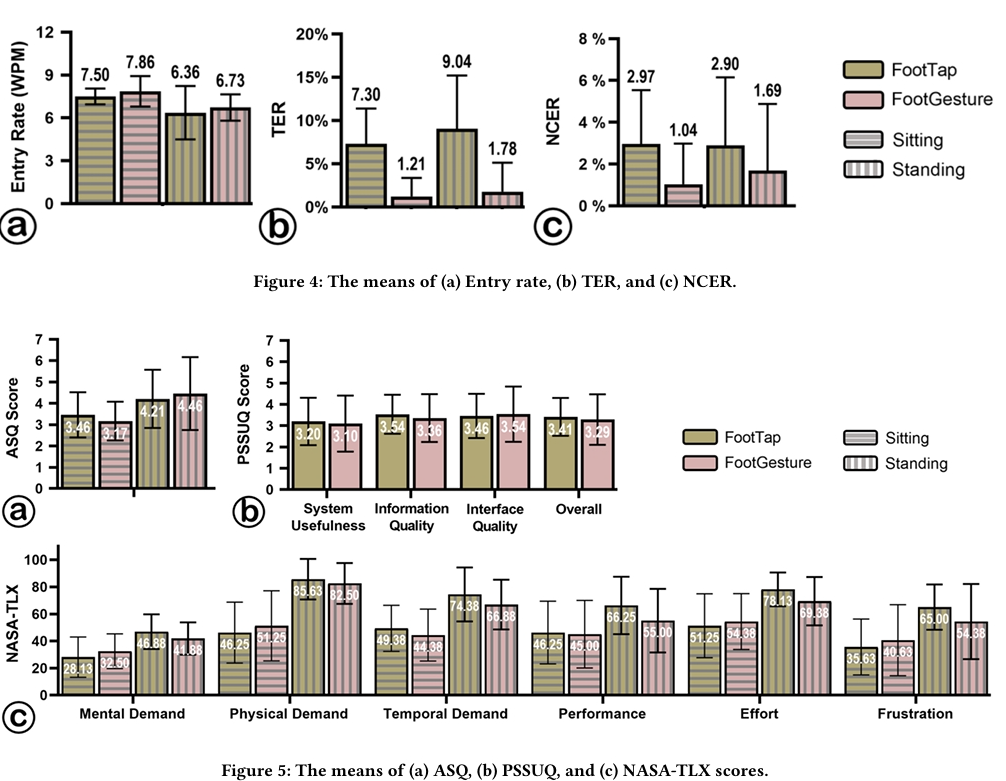 12
9
6
3
0
Entry Rate (WPM)
7.50
7.86
6.36
6.73
a
20%
15%
10%
5%
0%
TER
7.30
1.21
9.04
1.78
b
8 %
6 %
4 %
2 %
0 %
NCER
2.97
1.04
2.90
1.69
c
FootTap
FootGesture
Sitting
Standing
Figure 4: The means of (a) Entry rate, (b) TER, and (c) NCER.
7
6
5
4
3
2
1
0
ASQ Score
3.46
3.17
4.21
4.46
a
7
6
5
4
3
2
1
0
PSSUQ Score
3.20
3.10
3.54
3.36
3.46
3.54
3.41
3.29
System Usefulness
Information Quality
Interface Quality
Overall
b
FootTap
FootGesture
Sitting
Standing
100
80
60
40
20
0
NASA-TLX
28.13
32.50
46.88
41.88
46.25
51.25
85.63
82.50
49.38
44.38
74.38
66.88
46.25
45.00
66.25
55.00
51.25
54.38
78.13
69.38
35.63
40.63
65.00
54.38
Mental Demand
Physical Demand
Temporal Demand
Performance
Effort
Frustration
c
Figure 5: The means of (a) ASQ, (b) PSSUQ, and (c) NASA-TLX scores.